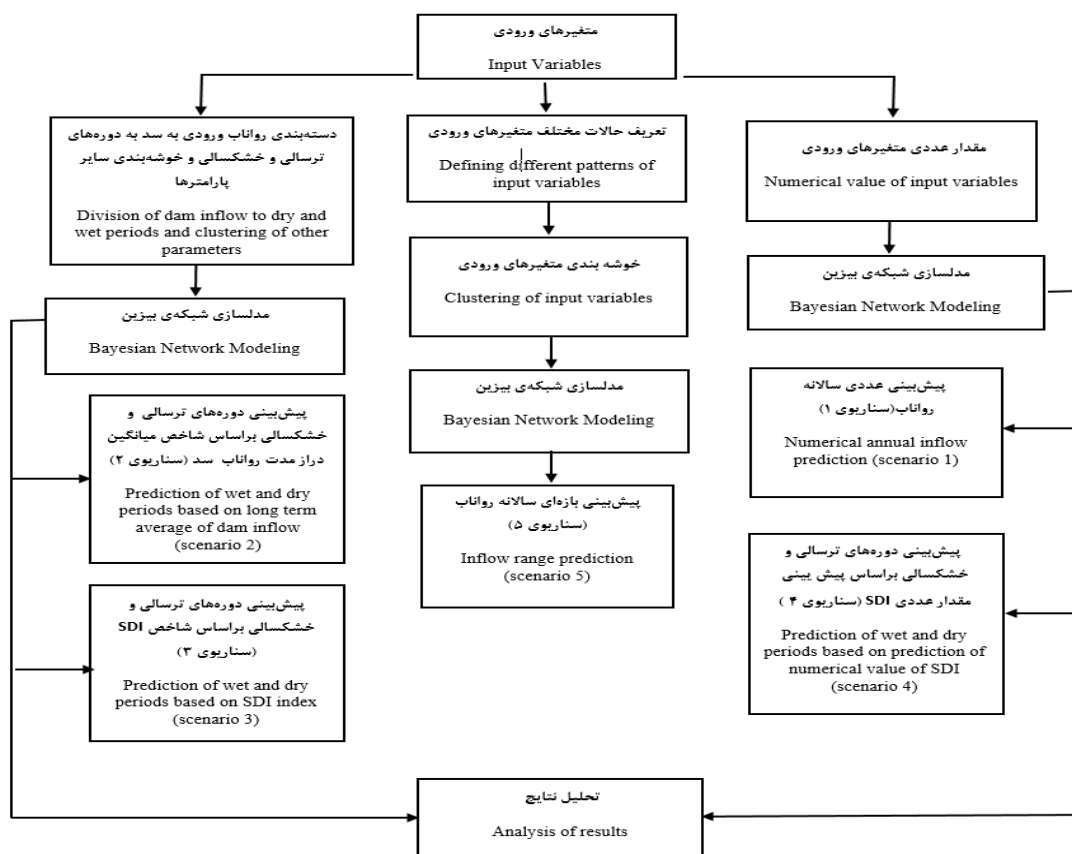 متغیرهای ورودی
Input Variables
دسته‌بندی رواناب ورودی به سد به دوره‌های
ترسالی و خشکسالی و خوشه‌بندی سایر
پارامترها
Division of dam inflow to dry and
wet periods and clustering of other
parameters
مدلسازی شبکه‌ی بیزین
Bayesian Network Modeling
پیش‌بینی دوره‌های ترسالی و
خشکسالی براساس شاخص میانگین
دراز مدت رواناب سد (سناریوی ۲)
Prediction of wet and dry
periods based on long term
average of dam inflow
(scenario 2)
پیش‌بینی دوره‌های ترسالی و
خشکسالی براساس شاخص SDI
(سناریوی ۳)
Prediction of wet and dry
periods based on SDI index
(scenario 3)
تعریف حالات مختلف متغیرهای ورودی
Defining different patterns of
input variables
خوشه بندی متغیرهای ورودی
Clustering of input variables
مدلسازی شبکه‌ی بیزین
Bayesian Network Modeling
پیش‌بینی بازه‌ای سالانه رواناب
(سناریوی ۵)
Inflow range prediction
(scenario 5)
مقدار عددی متغیرهای ورودی
Numerical value of input variables
مدلسازی شبکه‌ی بیزین
Bayesian Network Modeling
پیش‌بینی عددی سالانه
رواناب(سناریوی ۱)
Numerical annual inflow
prediction (scenario 1)
پیش‌بینی دوره‌های ترسالی و
خشکسالی براساس پیش بینی
مقدار عددی SDI (سناریوی ۴ )
Prediction of wet and dry
periods based on prediction of
numerical value of SDI
(scenario 4)
تحلیل نتایج
Analysis of results